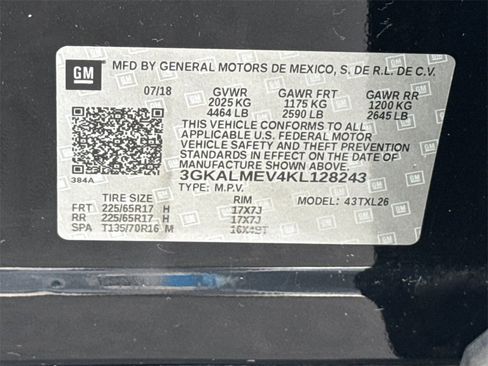 GM MFD BY GENERAL MOTORS DE MEXICO, S. DE R.L. DE C.V.
07/18 GVWR GAWR FRT GAWR RR
2025 KG 1175 KG 1200 KG
4464 LB 2590 LB 2645 LB
THIS VEHICLE CONFORMS TO ALL
APPLICABLE U.S. FEDERAL MOTOR
VEHICLE SAFETY AND THEFT PREVENTION
STANDARDS IN EFFECT ON THE DATE OF
MANUFACTURE SHOWN ABOVE.
384A 3GKALMEV4KL128243
TYPE: M.P.V.
TIRE SIZE RIM 43TXL26
FRT 225/65R17 H 17X7J
RR 225/65R17 H 17X7J
SPA T135/70R16 M 16X4BT